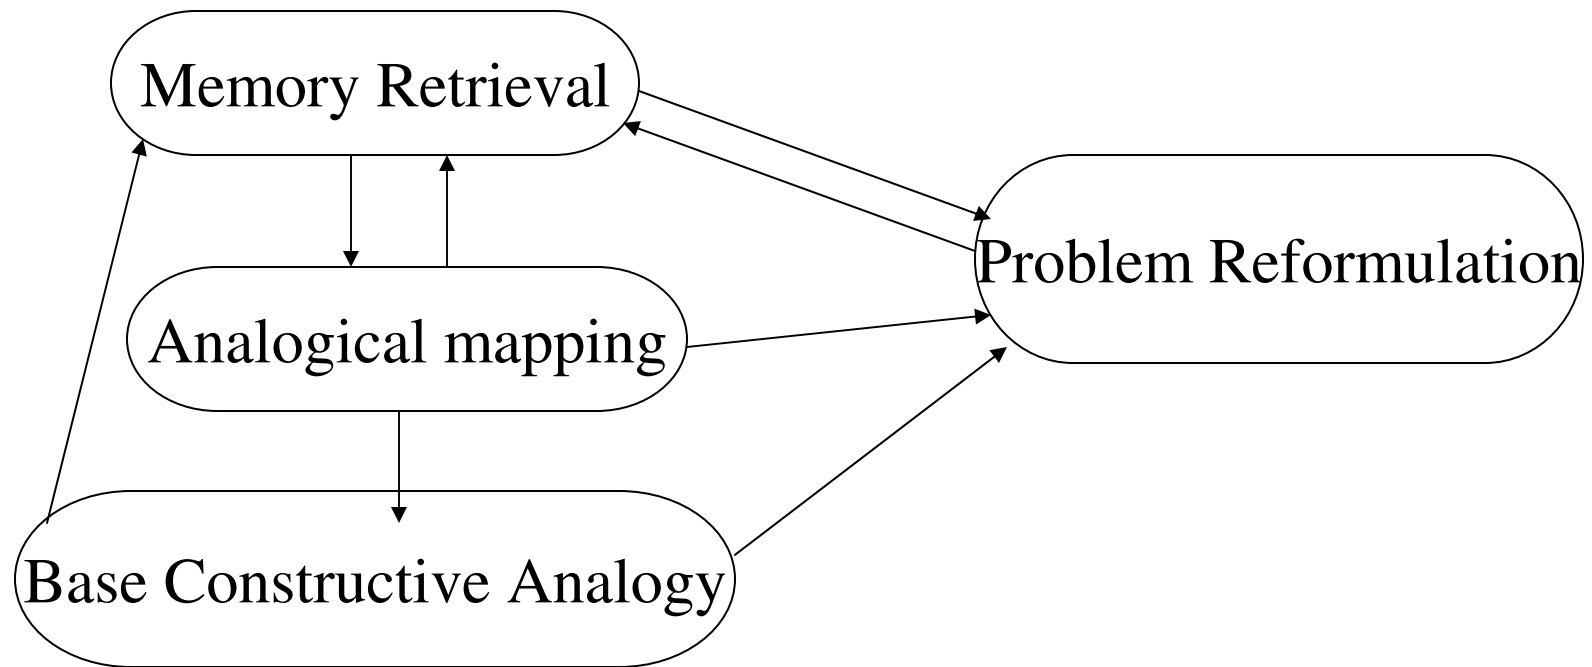 Memory Retrieval
Problem Reformulation
Analogical mapping
Base Constructive Analogy